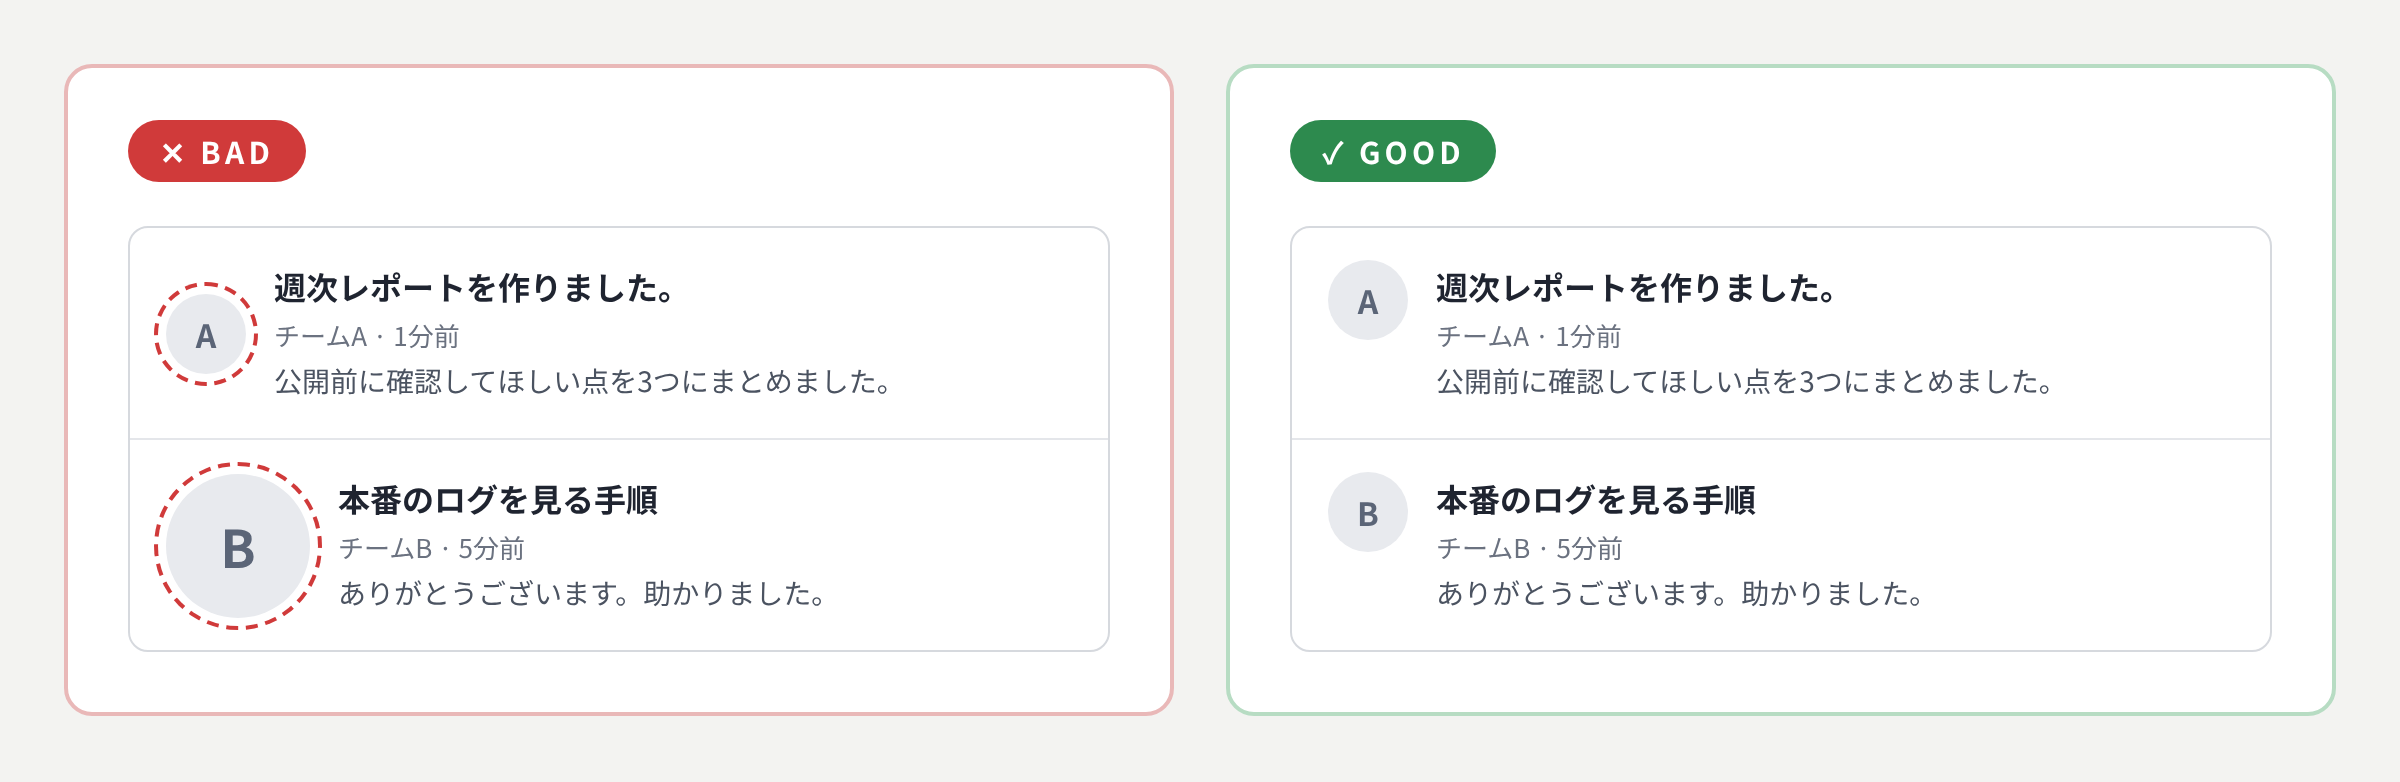 ✕ BAD
A
週次レポートを作りました。
チームA · 1分前
公開前に確認してほしい点を3つにまとめました。
B
本番のログを見る手順
チームB · 5分前
ありがとうございます。助かりました。
✓ GOOD
A
週次レポートを作りました。
チームA · 1分前
公開前に確認してほしい点を3つにまとめました。
B
本番のログを見る手順
チームB · 5分前
ありがとうございます。助かりました。